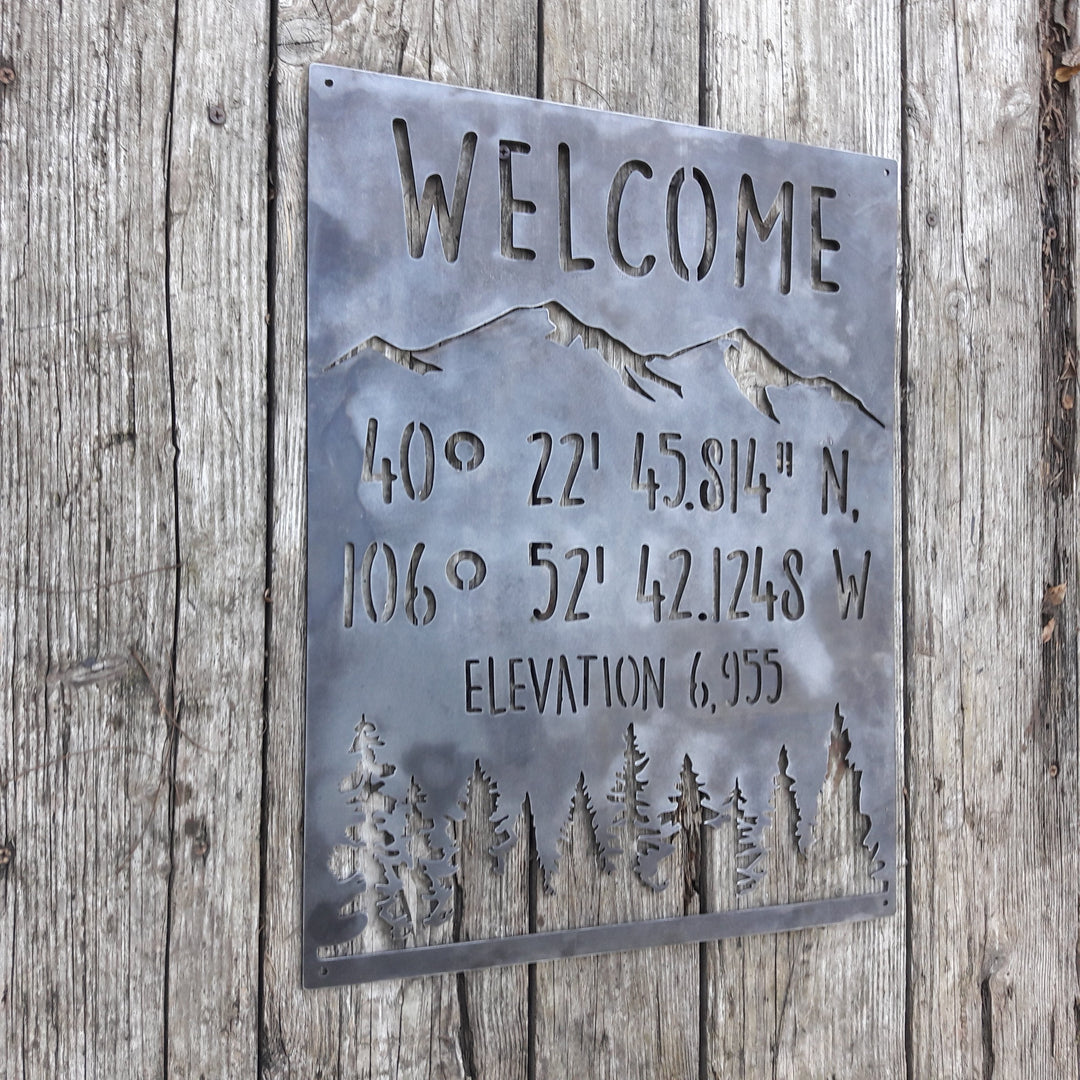 WELCOME
40° 22' 45.814" N,
106° 52' 42.1248 W
ELEVATION 6,955